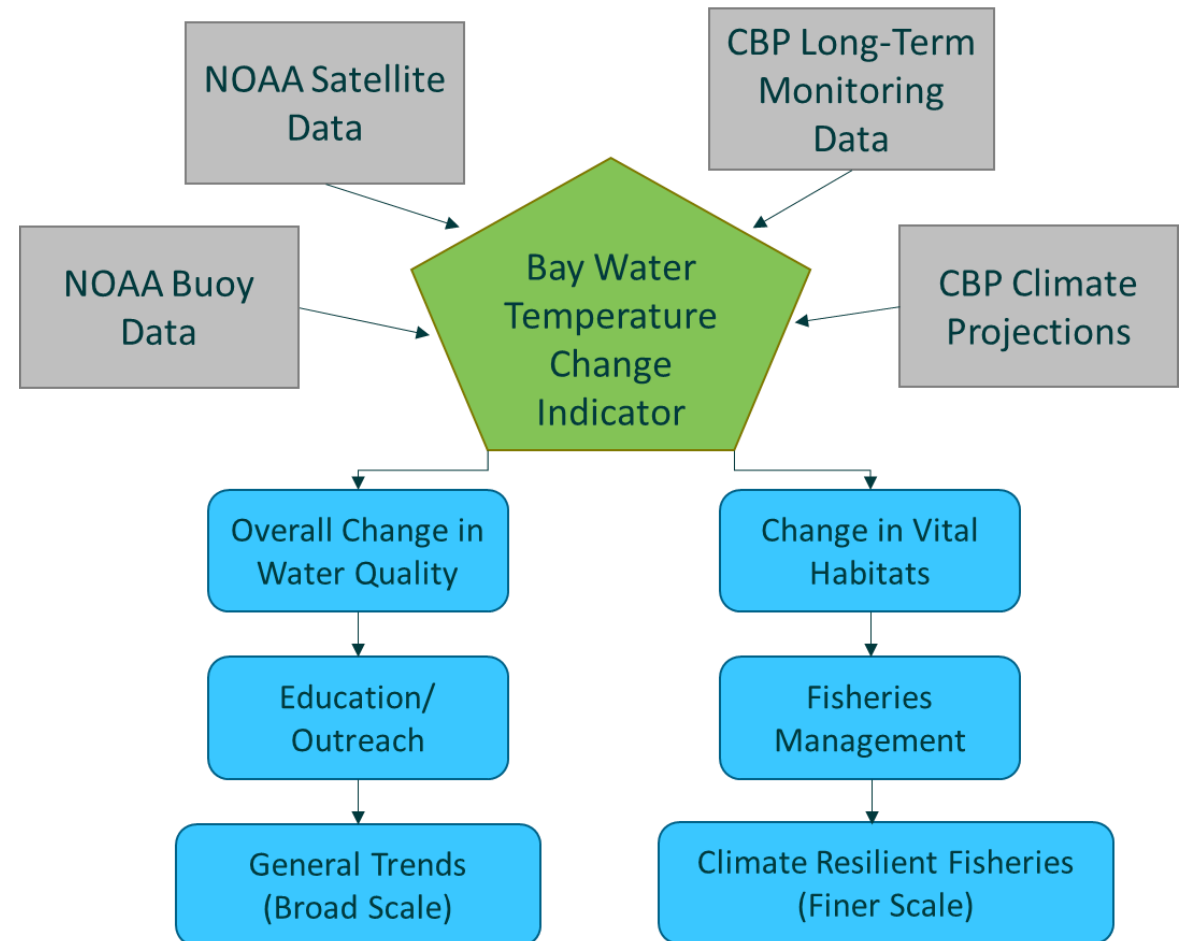 NOAA Satellite
Data
CBP Long-Term
Monitoring
Data
NOAA Buoy
Data
Bay Water
Temperature
Change
Indicator
CBP Climate
Projections
Overall Change in
Water Quality
Change in Vital
Habitats
Education/
Outreach
Fisheries
Management
General Trends
(Broad Scale)
Climate Resilient Fisheries
(Finer Scale)